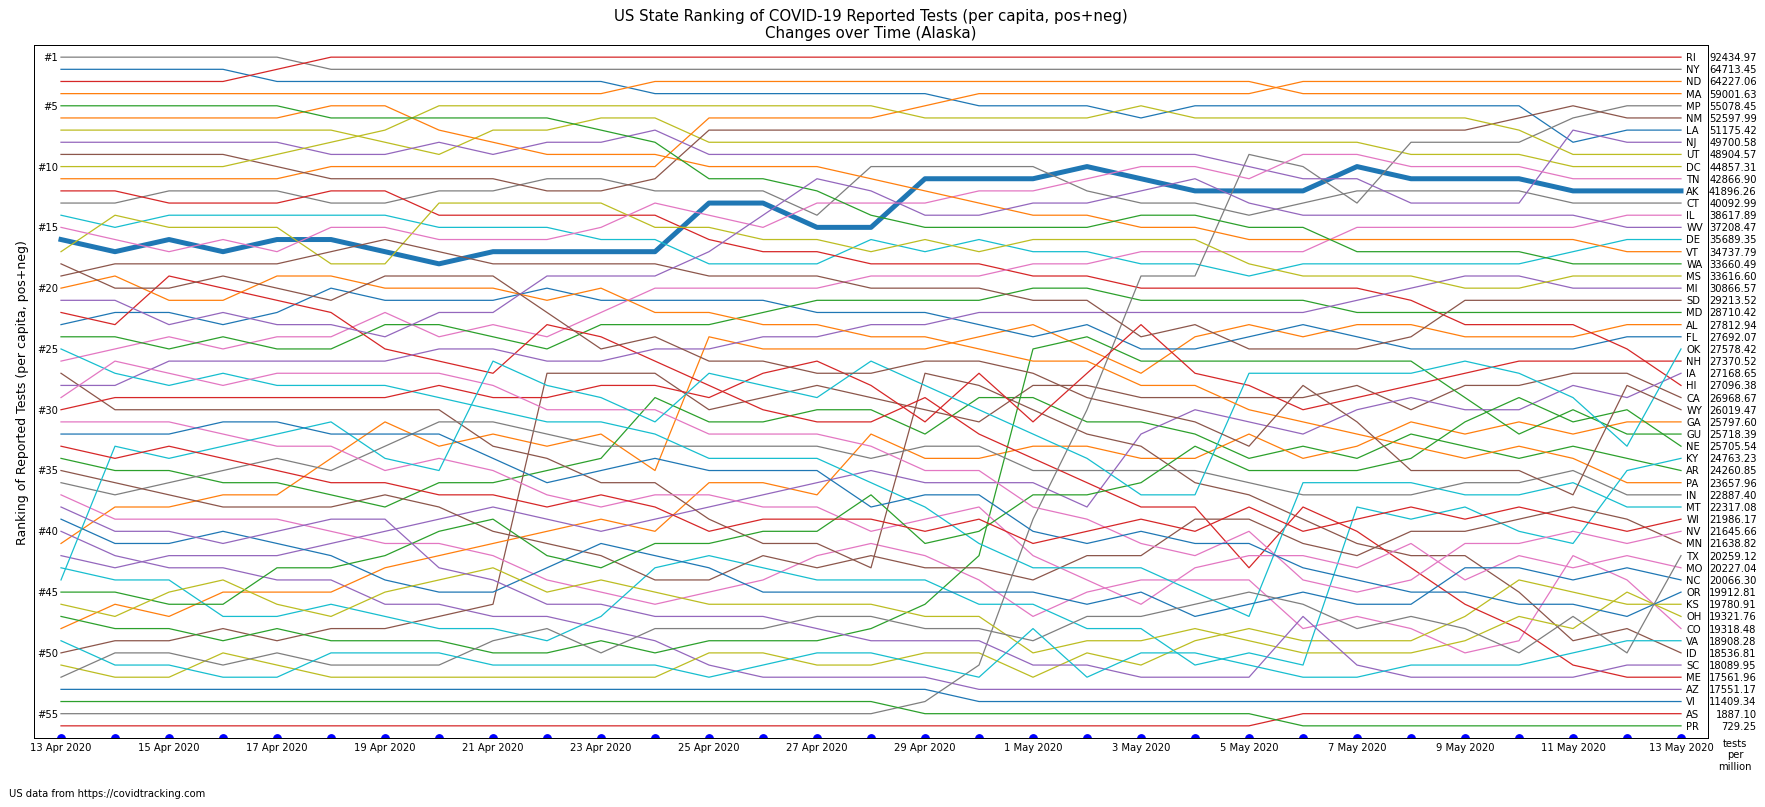 US State Ranking of COVID-19 Reported Tests (per capita, pos+neg)
Changes over Time (Alaska)
Ranking of Reported Tests (per capita, pos+neg)
#1
#5
#10
#15
#20
#25
#30
#35
#40
#45
#50
#55
RI 92434.97
NY 64713.45
ND 64227.06
MA 59001.63
MP 55078.45
NM 52597.99
LA 51175.42
NJ 49700.58
UT 48904.57
DC 44857.31
TN 42866.90
AK 41896.26
CT 40092.99
IL 38617.89
WV 37208.47
DE 35689.35
VT 34737.79
WA 33660.49
MS 33616.60
MI 30866.57
SD 29213.52
MD 28710.42
AL 27812.94
FL 27692.07
OK 27578.42
NH 27370.52
IA 27168.65
HI 27096.38
CA 26968.67
WY 26019.47
GA 25797.60
GU 25718.39
NE 25705.54
KY 24763.23
AR 24260.85
PA 23657.96
IN 22887.40
MT 22317.08
WI 21986.17
NV 21645.66
MN 21638.82
TX 20259.12
MO 20227.04
NC 20066.30
OR 19912.81
KS 19780.91
OH 19321.76
CO 19318.48
VA 18908.28
ID 18536.81
SC 18089.95
ME 17561.96
AZ 17551.17
VI 11409.34
AS 1887.10
PR 729.25
13 Apr 2020 15 Apr 2020 17 Apr 2020 19 Apr 2020 21 Apr 2020 23 Apr 2020 25 Apr 2020 27 Apr 2020 29 Apr 2020 1 May 2020 3 May 2020 5 May 2020 7 May 2020 9 May 2020 11 May 2020 13 May 2020
tests
per
million
US data from https://covidtracking.com